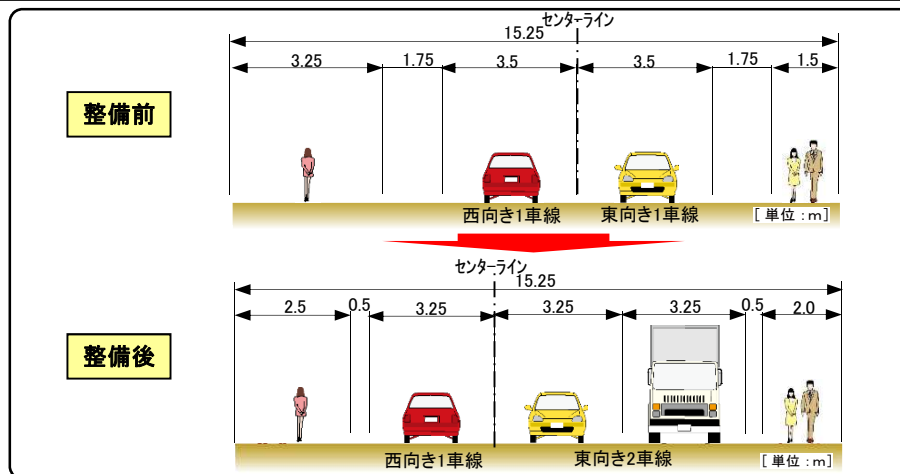 センターライン
15.25
3.25 1.75 3.5 3.5 1.75 1.5
整備前
西向き1車線 東向き1車線 [単位:m]
センターライン
15.25
2.5 0.5 3.25 3.25 3.25 0.5 2.0
整備後
西向き1車線 東向き2車線 [単位:m]